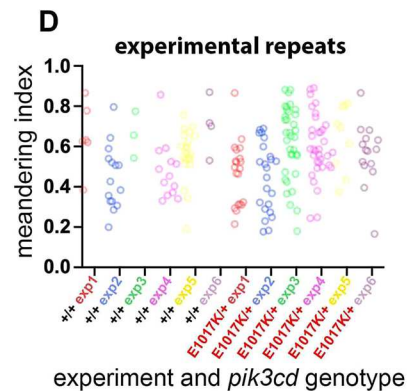 D
experimental repeats
meandering index
1.0
0.8
0.6
0.4
0.2
0.0
+/+ exp1
+/+ exp2
+/+ exp3
+/+ exp4
+/+ exp5
+/+ exp6
E1017K/+ exp1
E1017K/+ exp2
E1017K/+ exp3
E1017K/+ exp4
E1017K/+ exp5
E1017K/+ exp6
experiment and pik3cd genotype